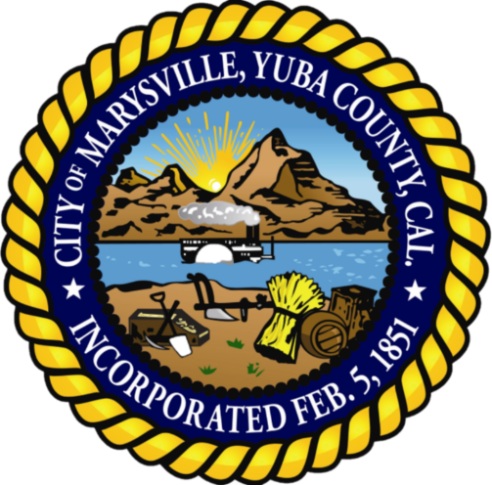 CITY OF MARYSVILLE, YUBA COUNTY, CAL.
INCORPORATED FEB. 5, 1851